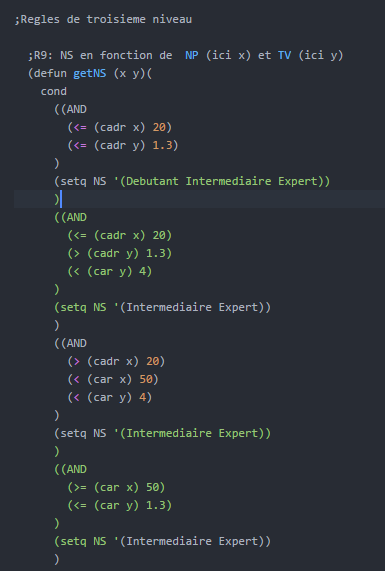 ;Regles de troisieme niveau
;R9: NS en fonction de  NP (ici x) et TV (ici y)
(defun getNS (x y)(
cond
((AND
(<= (cadr x) 20)
(<= (cadr y) 1.3)
)
(setq NS '(Debutant Intermediaire Expert))
)
((AND
(<= (cadr x) 20)
(> (cadr y) 1.3)
(< (car y) 4)
)
(setq NS '(Intermediaire Expert))
)
((AND
(> (cadr x) 20)
(< (car x) 50)
(< (car y) 4)
)
(setq NS '(Intermediaire Expert))
)
((AND
(>= (car x) 50)
(<= (car y) 1.3)
)
(setq NS '(Intermediaire Expert))
)